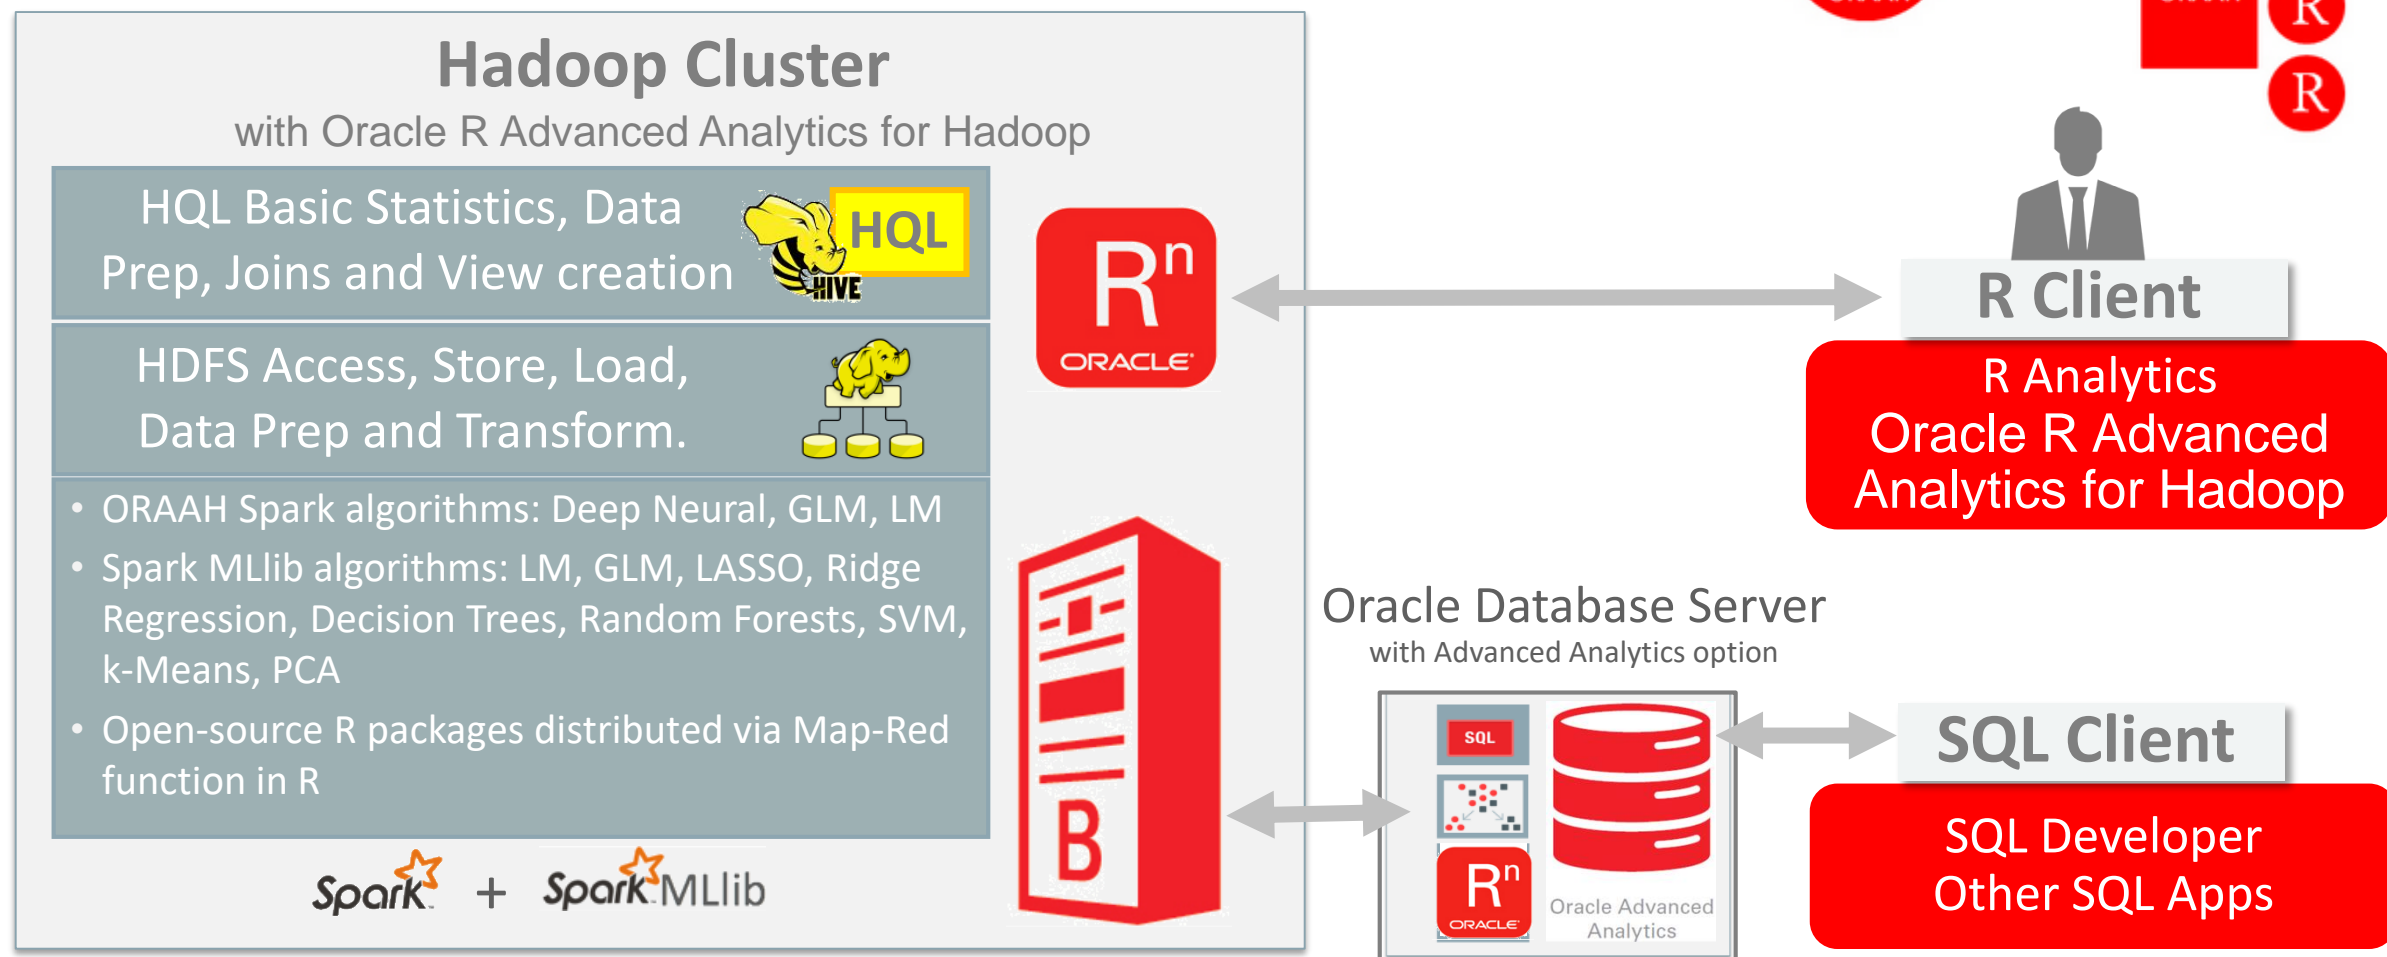 Hadoop Cluster
with Oracle R Advanced Analytics for Hadoop
HQL Basic Statistics, Data
Prep, Joins and View creation
HQL
HIVE
HDFS Access, Store, Load,
Data Prep and Transform.
• ORAAH Spark algorithms: Deep Neural, GLM, LM
• Spark MLlib algorithms: LM, GLM, LASSO, Ridge
Regression, Decision Trees, Random Forests, SVM,
k-Means, PCA
• Open-source R packages distributed via Map-Red
function in R
Spark + Spark MLlib
Rn
ORACLE
B
R
R
R Client
R Analytics
Oracle R Advanced
Analytics for Hadoop
Oracle Database Server
with Advanced Analytics option
SQL
Rn
ORACLE
Oracle Advanced
Analytics
SQL Client
SQL Developer
Other SQL Apps